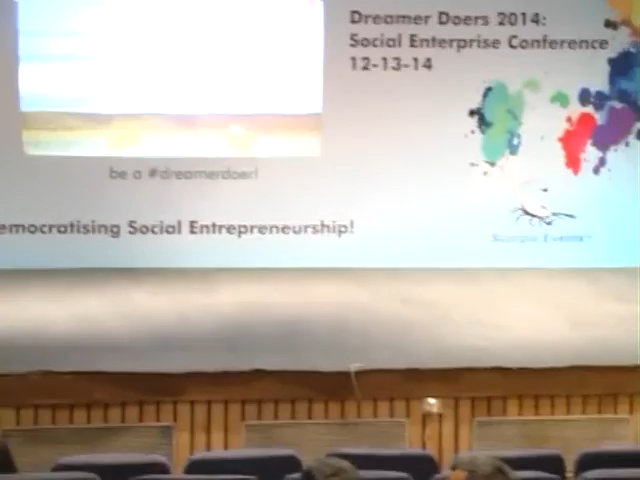 Dreamer Doers 2014:
Social Enterprise Conference
12-13-14
be a #dreamerdoer!
emocratising Social Entrepreneurship!